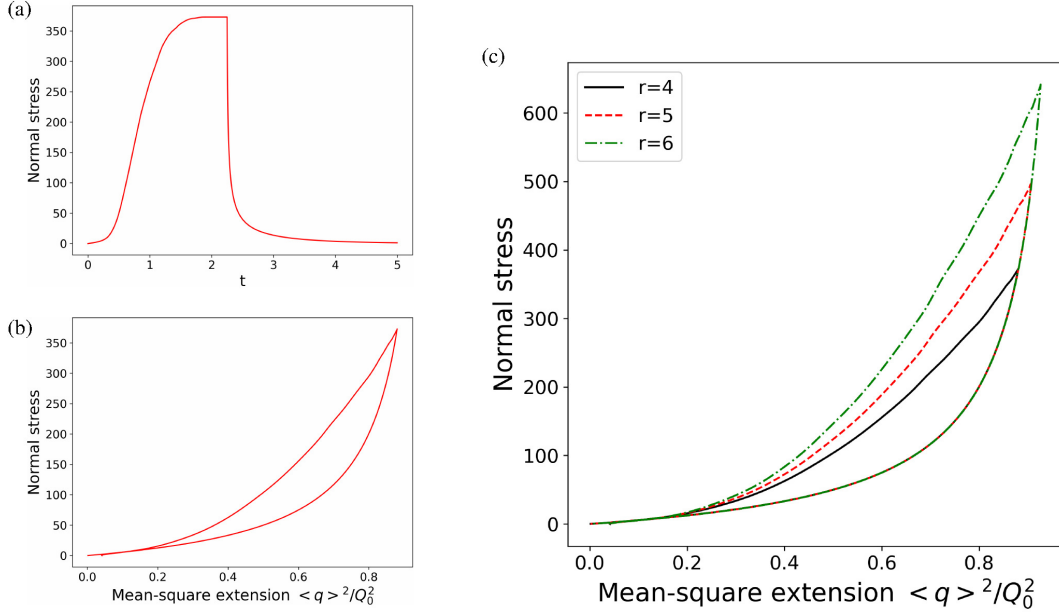 (a)
Normal stress
350
300
250
200
150
100
50
0
0 1 2 3 4 5
t
(b)
Normal stress
350
300
250
200
150
100
50
0
0.0 0.2 0.4 0.6 0.8
Mean-square extension < q > ²/Q₀²
(c)
r=4
r=5
r=6
Normal stress
600
500
400
300
200
100
0
0.0 0.2 0.4 0.6 0.8
Mean-square extension < q > ²/Q₀²